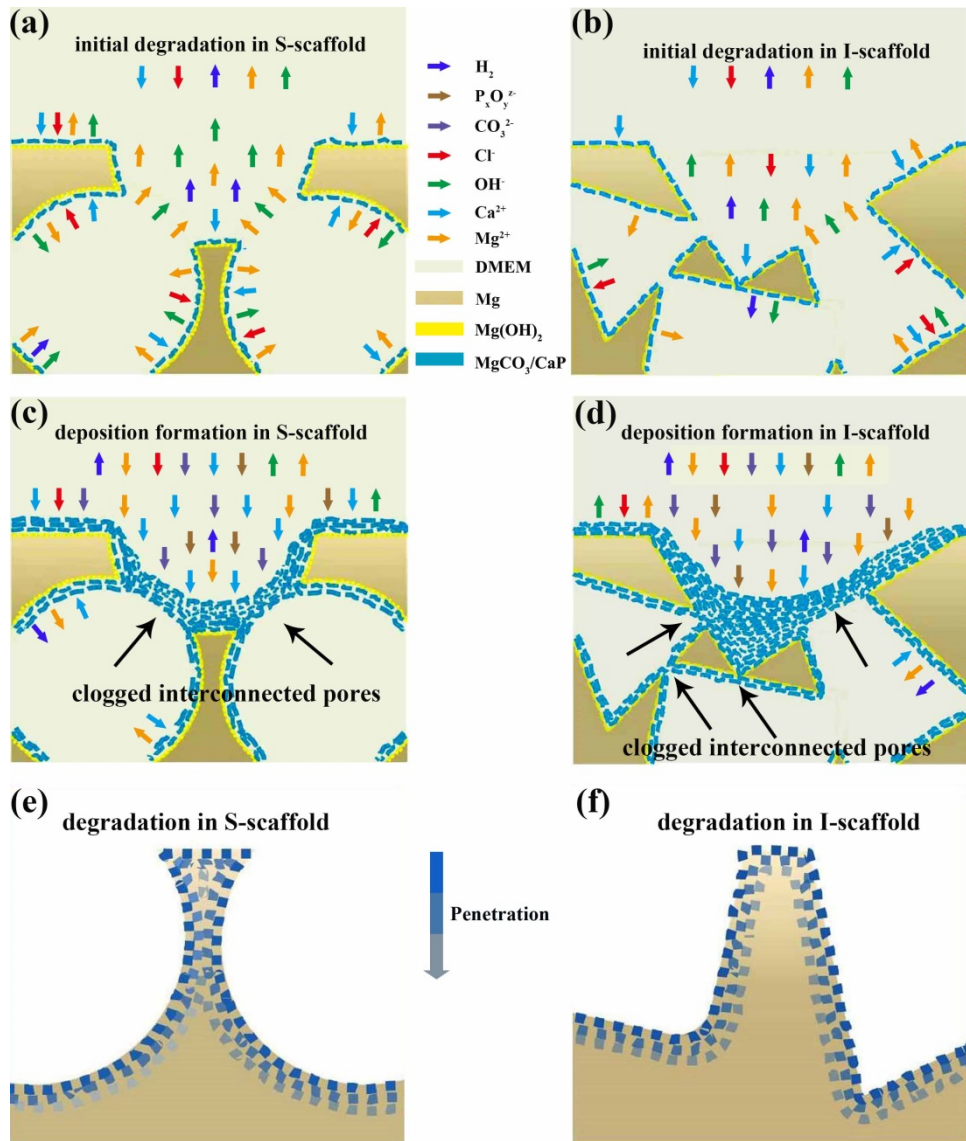 (a)
initial degradation in S-scaffold
H₂
PₓOᵧᶻ⁻
CO₃²⁻
Cl⁻
OH⁻
Ca²⁺
Mg²⁺
DMEM
Mg
Mg(OH)₂
MgCO₃/CaP
(b)
initial degradation in I-scaffold
(c)
deposition formation in S-scaffold
clogged interconnected pores
(d)
deposition formation in I-scaffold
clogged interconnected pores
(e)
degradation in S-scaffold
Penetration
(f)
degradation in I-scaffold